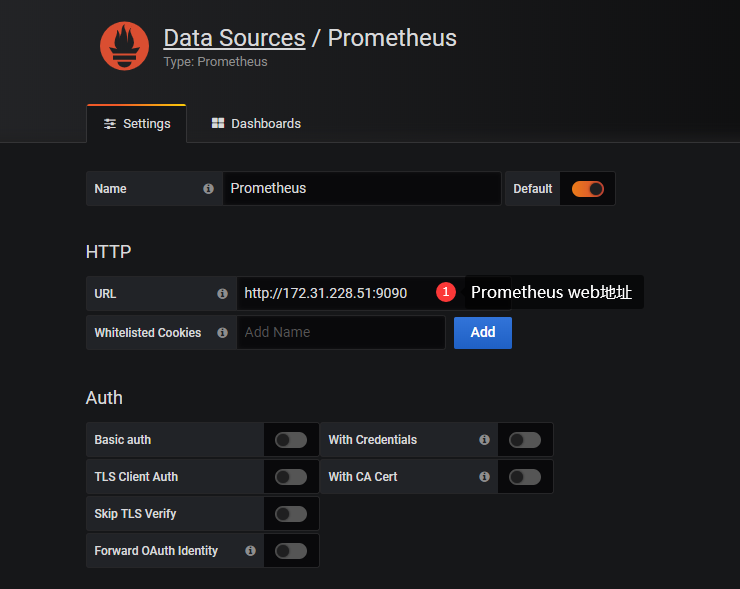 Data Sources / Prometheus
Type: Prometheus
Settings
Dashboards
Name
Prometheus
Default
HTTP
URL
http://172.31.228.51:9090
1
Prometheus web地址
Whitelisted Cookies
Add Name
Add
Auth
Basic auth
With Credentials
TLS Client Auth
With CA Cert
Skip TLS Verify
Forward OAuth Identity